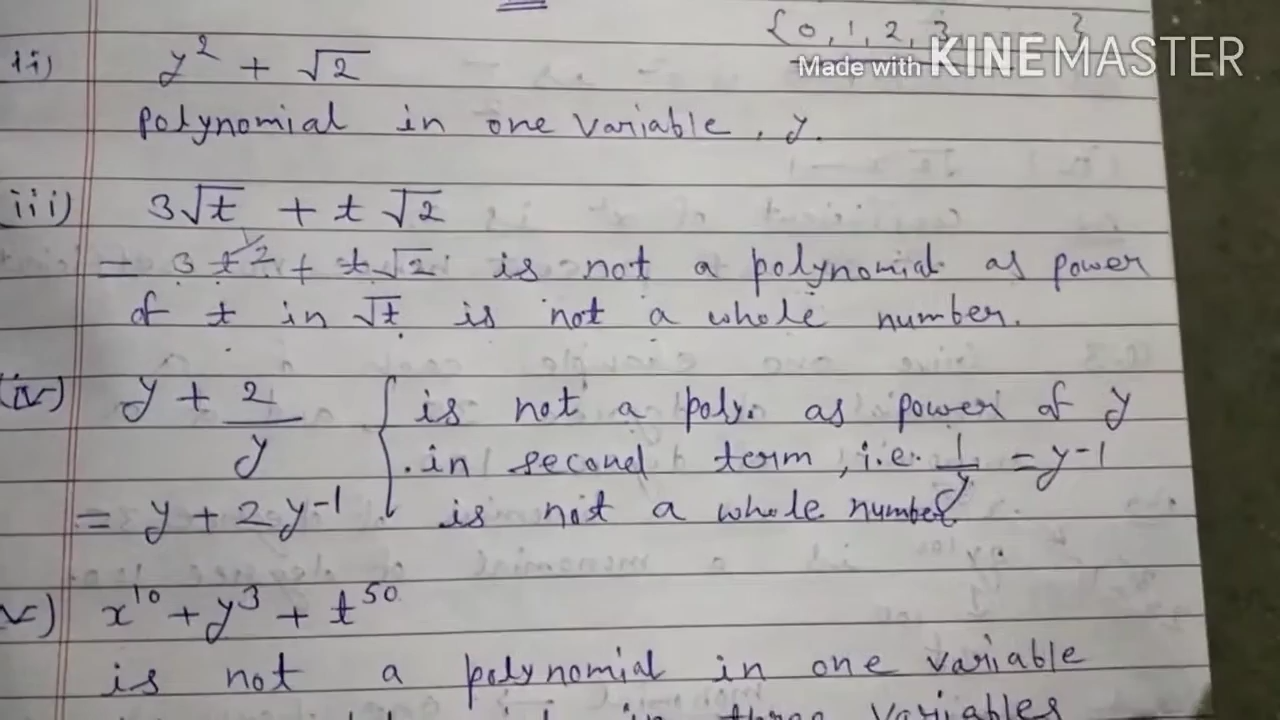 {0, 1, 2, 3 }
Made with KINEMASTER
ii) y² + √2
polynomial in one variable, y.
iii) 3√t + t√2
= 3t^1/2 + t√2 is not a polynomial as power
of t in √t is not a whole number.
(iv) y + 2/y { is not a poly. as power of y
in second term, i.e. 1/y = y-1
= y + 2y-1 is not a whole number
v) x¹⁰ + y³ + t⁵⁰
is not a polynomial in one variable
in three variables